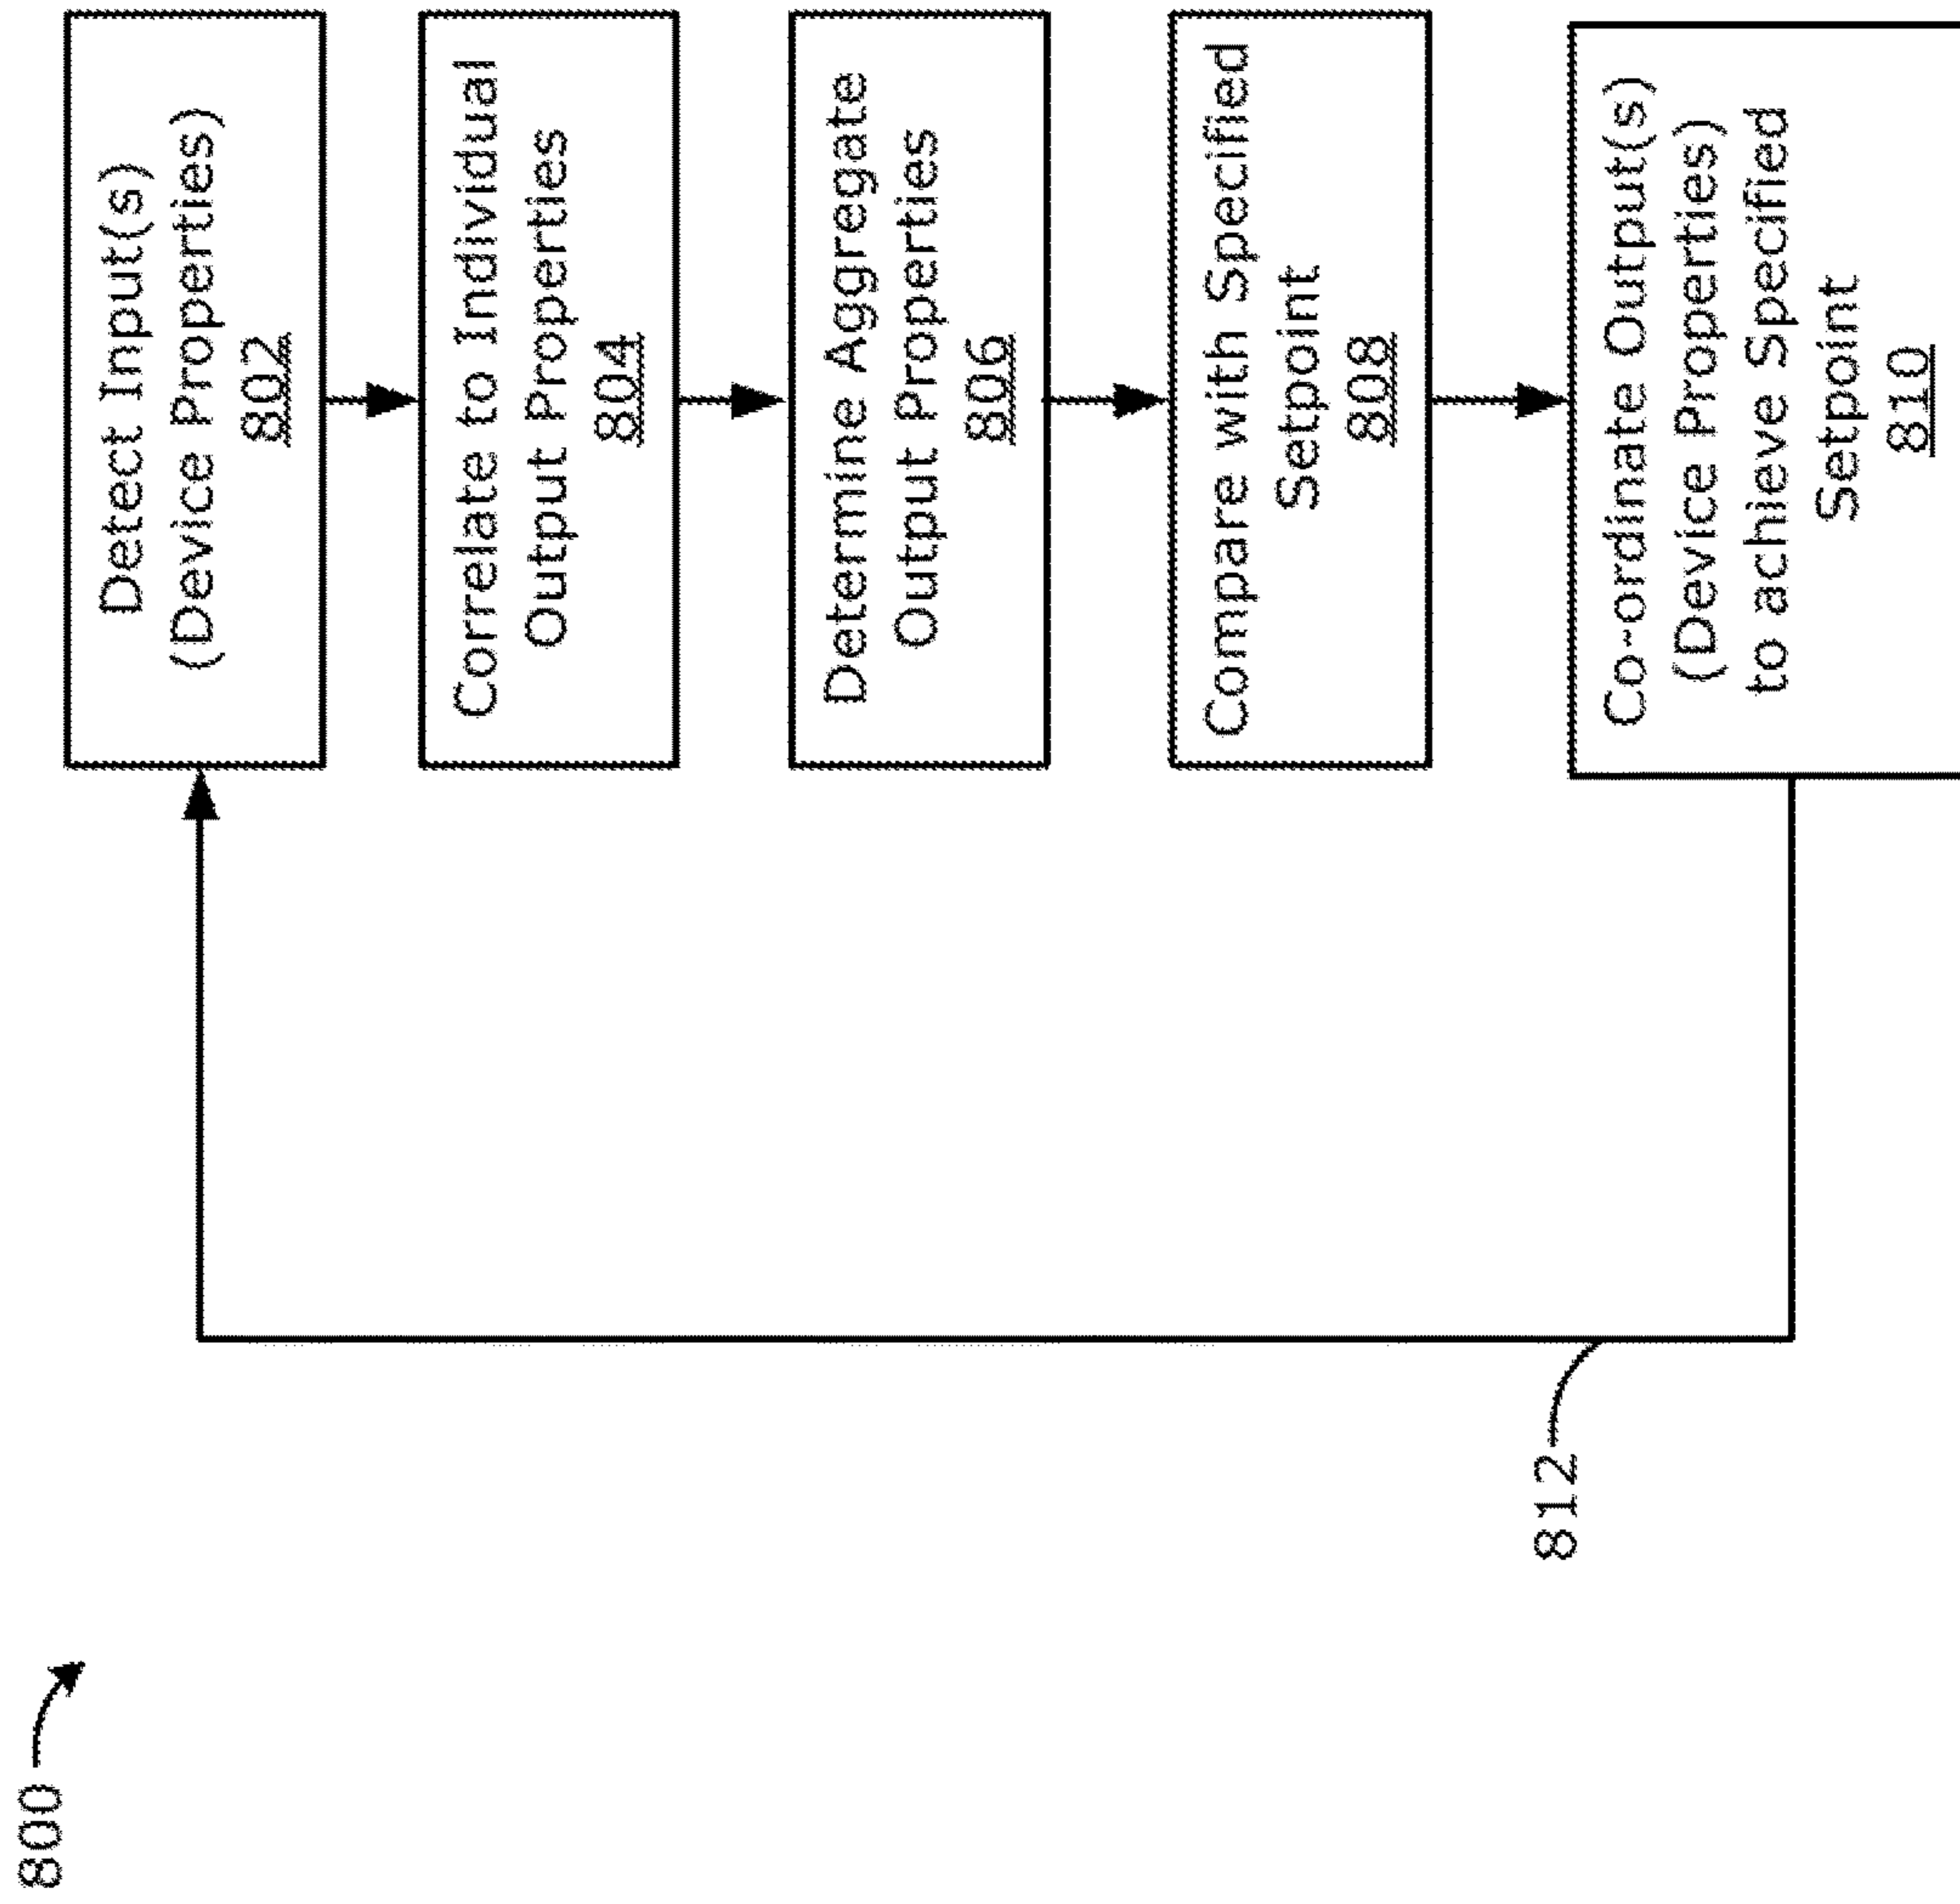 800
Detect Input(s)
(Device Properties)
802
Correlate to Individual
Output Properties
804
Determine Aggregate
Output Properties
806
Compare with Specified
Setpoint
808
Co-ordinate Output(s)
(Device Properties)
to achieve Specified
Setpoint
810
812